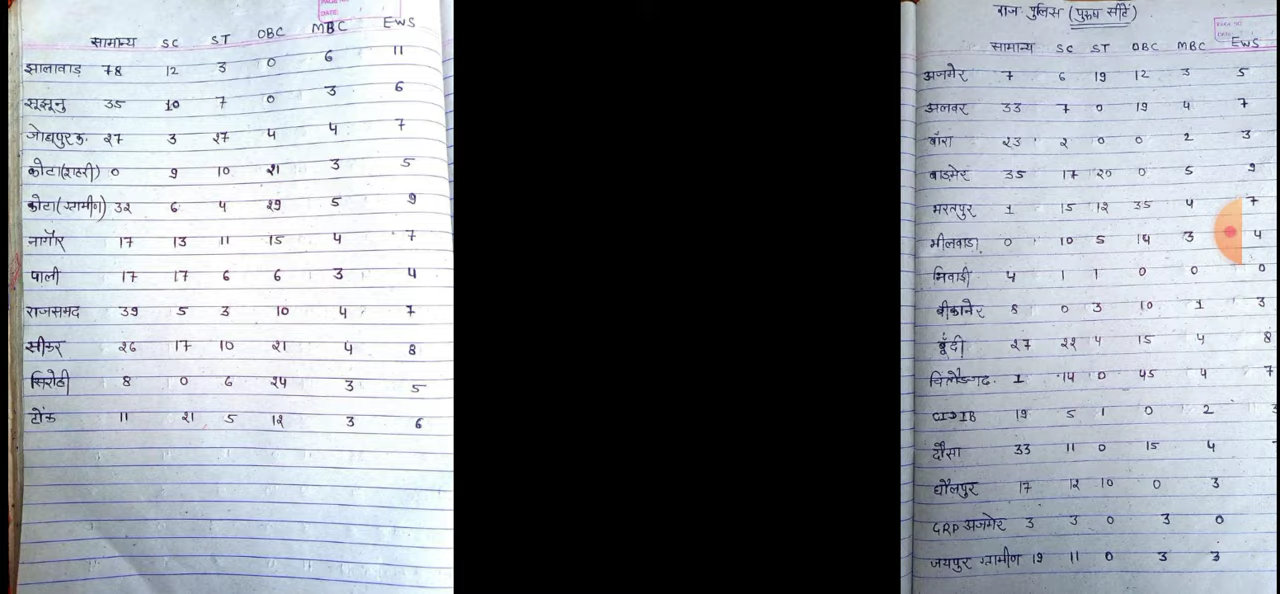 सामान्य SC ST OBC MBC EWS
झालावाड़ 78 12 3 0 6 11
झूझूनु 35 10 7 0 3 6
जोधपुर क. 27 3 27 4 4 7
कोटा(शहरी) 0 9 10 21 3 5
कोटा(ग्रामीण) 32 6 4 29 5 9
नागौर 17 13 11 15 4 7
पाली 17 17 6 6 3 4
राजसमद 39 5 3 10 4 7
सीकर 26 17 10 21 4 8
सिरोही 8 0 6 24 3 5
टोंक 11 21 5 12 3 6
राज पुलिस (पुरुष सीटें)
सामान्य SC ST OBC MBC EWS
अजमेर 7 6 19 12 3 5
अलवर 33 7 0 19 4 7
बाँरा 23 2 0 0 2 3
बाड़मेर 35 17 20 0 5 9
भरतपुर 1 15 12 35 4 7
भीलवाड़ा 0 10 5 14 3 4
भिवाड़ी 4 1 1 0 0 0
बीकानेर 8 0 3 10 1 3
बूँदी 27 22 4 15 4 8
चितौड़गढ़. 1 14 0 45 4 7
19 5 1 0 2
दौसा 33 11 0 15 4
धौलपुर 17 12 10 0 3
GRP अजमेर 3 3 0 3 0
जयपुर ग्रामीण 19 11 0 3 3